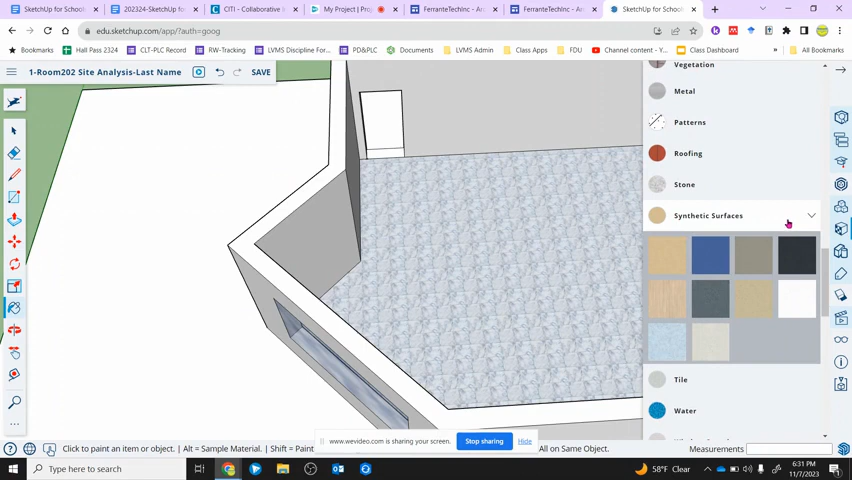 SketchUp for School
202324-SketchUp for
CITI – Collaborative I
My Project | Proj
FerranteTechInc - Are
FerranteTechInc - Are
SketchUp for Schools
edu.sketchup.com/app/?auth=goog
Bookmarks
Hall Pass 2324
CLT-PLC Record
RW-Tracking
LVMS Discipline For...
PD&PLC
Documents
LVMS Admin
Class Apps
FDU
Channel content - Y...
Class Dashboard
All Bookmarks
1-Room202 Site Analysis-Last Name
SAVE
Vegetation
Metal
Patterns
Roofing
Stone
Synthetic Surfaces
Tile
Water
www.wevideo.com is sharing your screen.
Stop sharing
Hide
Click to paint an item or object. | Alt = Sample Material. | Shift = Paint
All on Same Object.
Measurements
Type here to search
58°F Clear
6:31 PM
11/7/2023